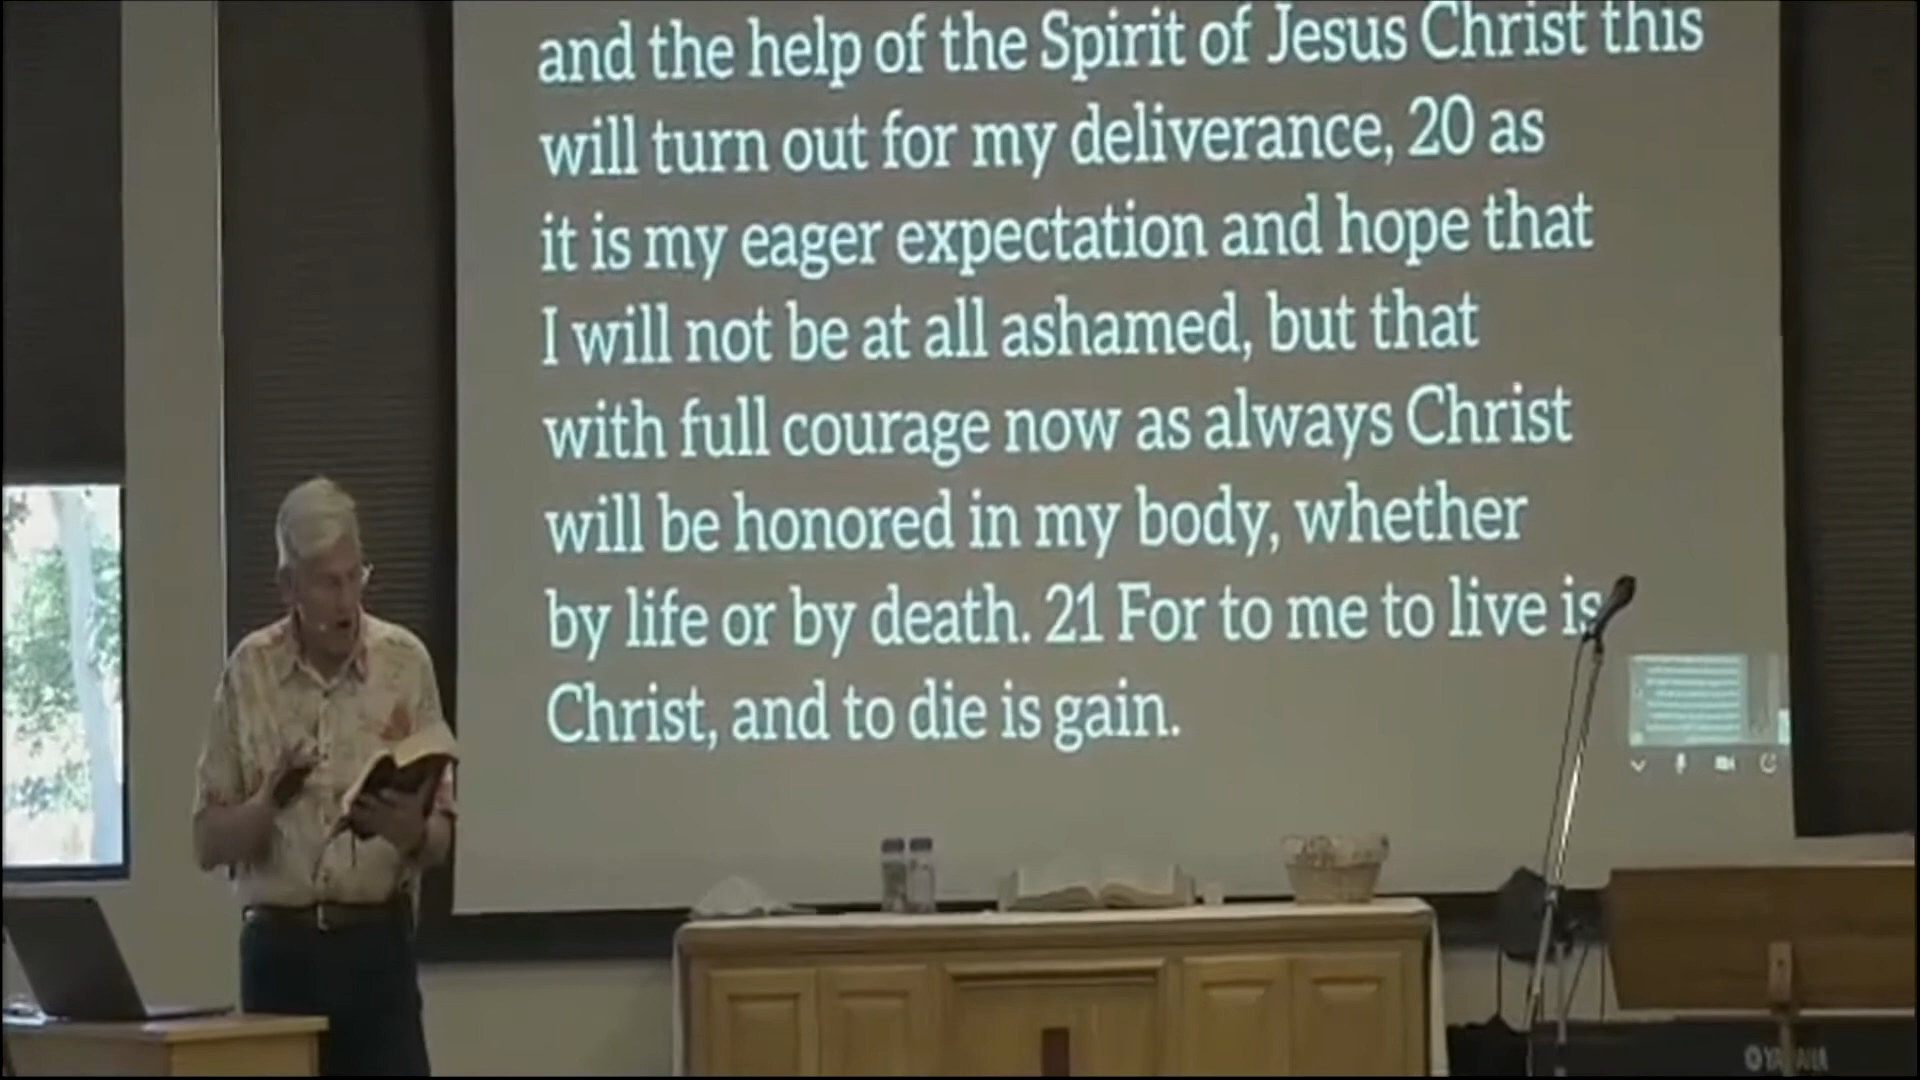 and the help of the Spirit of Jesus Christ this
will turn out for my deliverance, 20 as
it is my eager expectation and hope that
I will not be at all ashamed, but that
with full courage now as always Christ
will be honored in my body, whether
by life or by death. 21 For to me to live is
Christ, and to die is gain.
YAMAHA